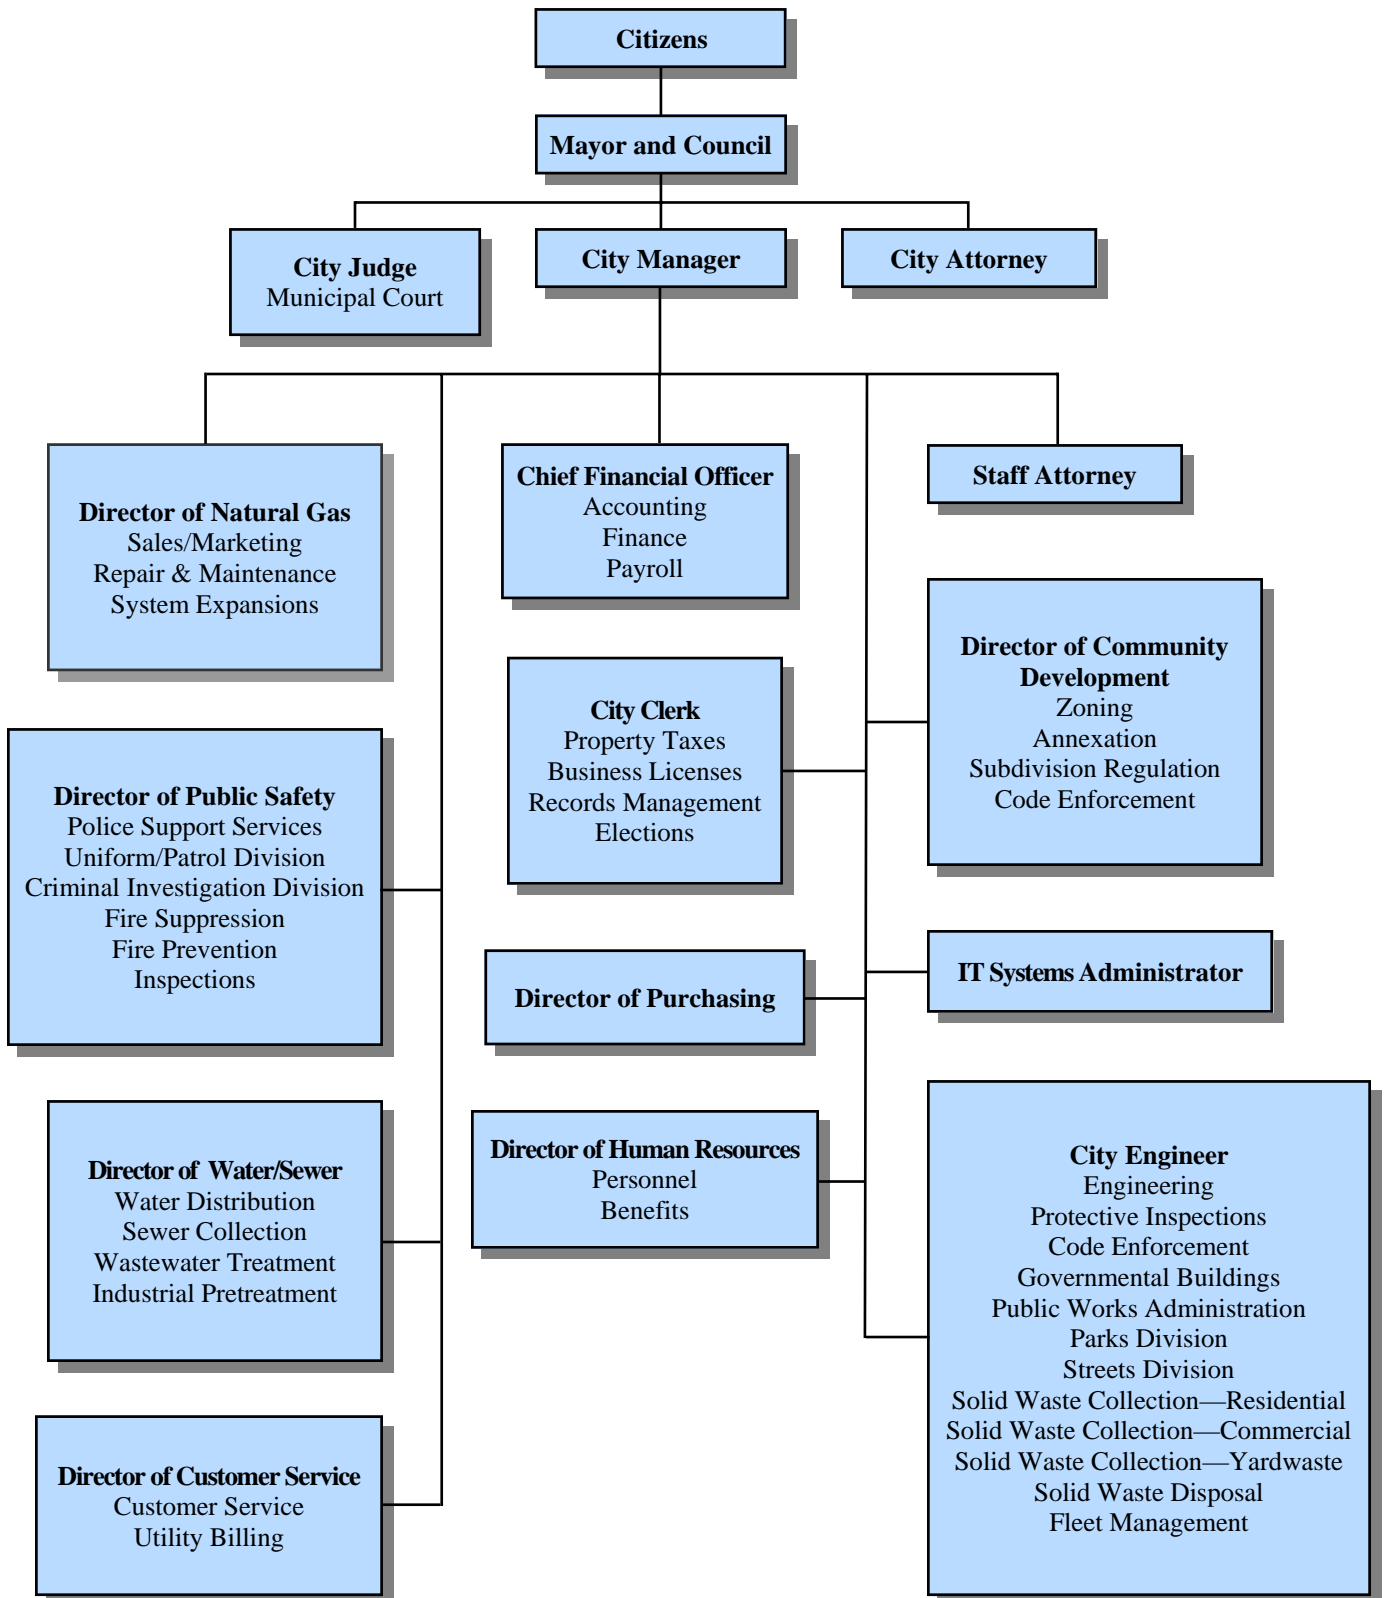 Citizens
Mayor and Council
City Judge
Municipal Court
City Manager
City Attorney
Director of Natural Gas
Sales/Marketing
Repair & Maintenance
System Expansions
Chief Financial Officer
Accounting
Finance
Payroll
Staff Attorney
Director of Community
Development
Zoning
Annexation
Subdivision Regulation
Code Enforcement
City Clerk
Property Taxes
Business Licenses
Records Management
Elections
Director of Public Safety
Police Support Services
Uniform/Patrol Division
Criminal Investigation Division
Fire Suppression
Fire Prevention
Inspections
Director of Purchasing
IT Systems Administrator
Director of Water/Sewer
Water Distribution
Sewer Collection
Wastewater Treatment
Industrial Pretreatment
Director of Human Resources
Personnel
Benefits
City Engineer
Engineering
Protective Inspections
Code Enforcement
Governmental Buildings
Public Works Administration
Parks Division
Streets Division
Solid Waste Collection—Residential
Solid Waste Collection—Commercial
Solid Waste Collection—Yardwaste
Solid Waste Disposal
Fleet Management
Director of Customer Service
Customer Service
Utility Billing